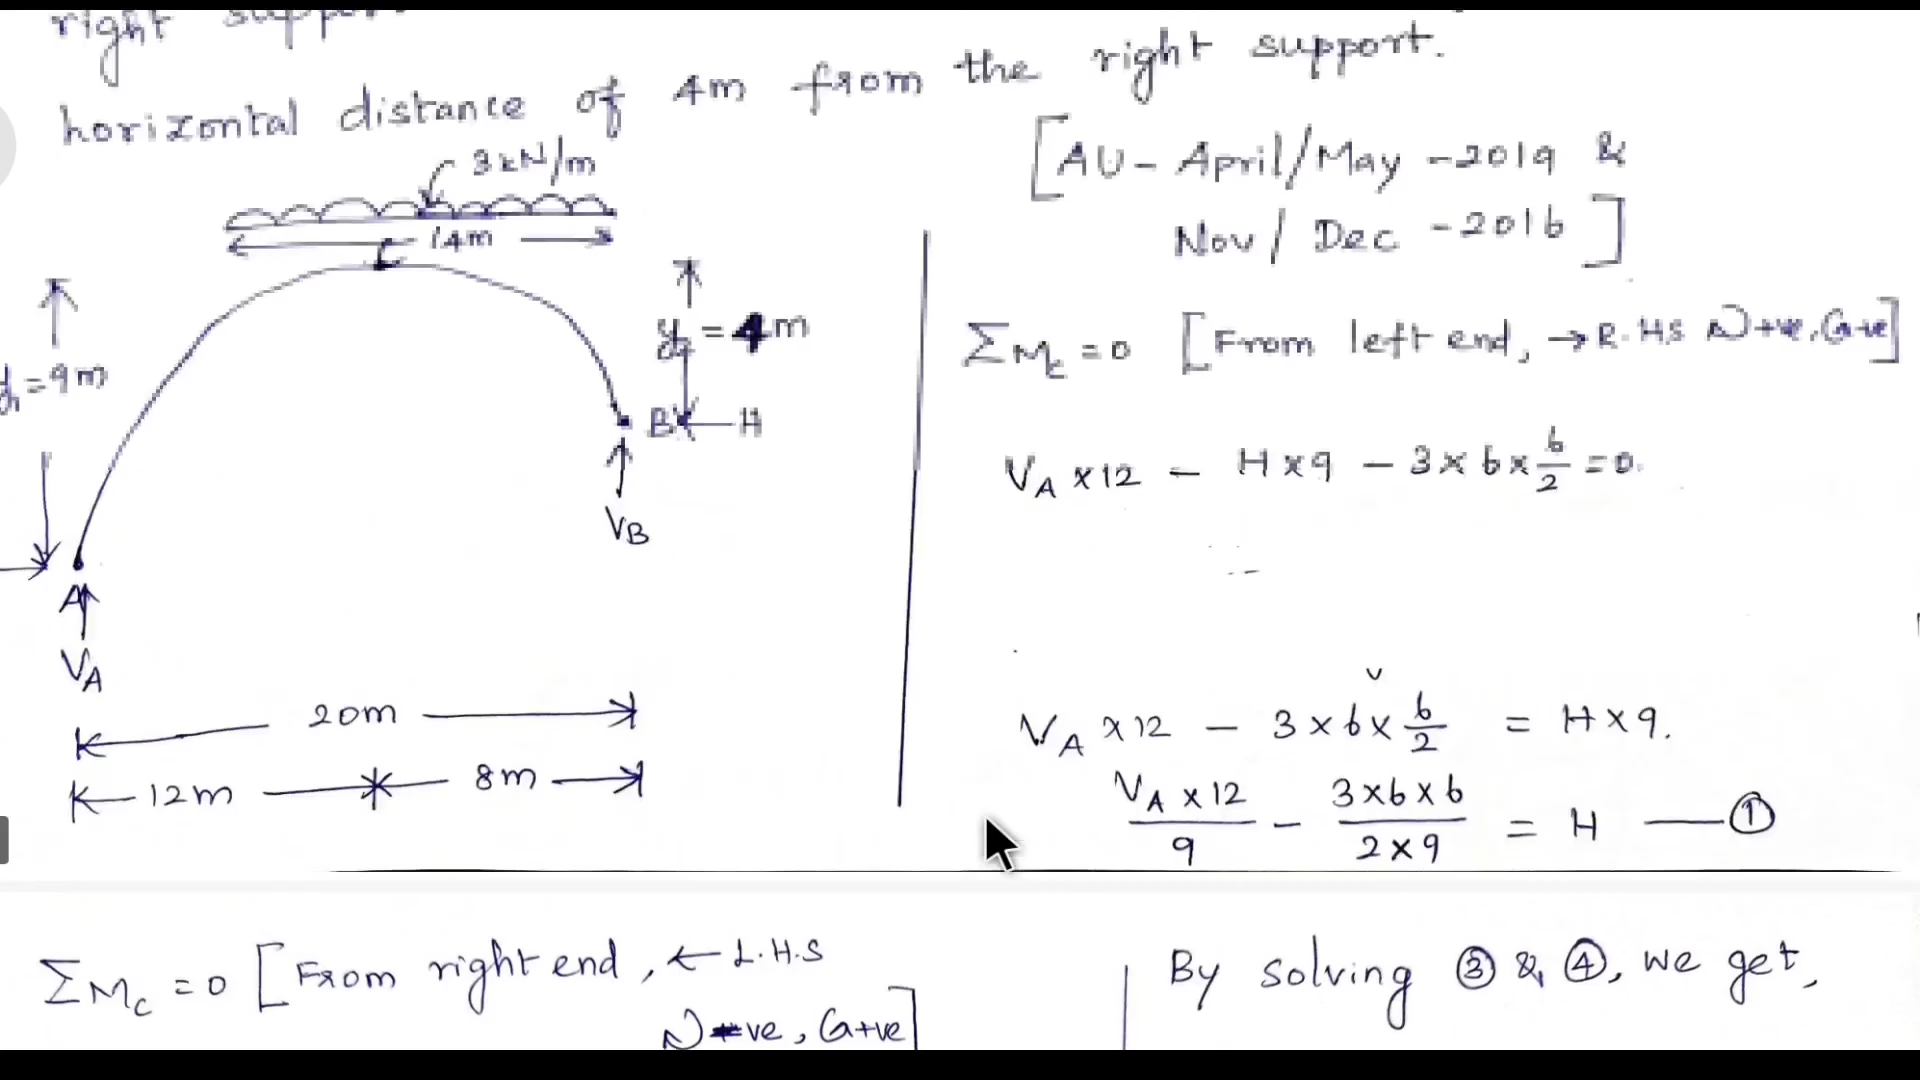 right support
horizontal distance of 4m from the right support.
[AU - April/May - 2019 &
Nov/ Dec - 2016]
3kN/m
14m
C
= 9m
= 4m
B
H
VB
A
VA
20m
12m
8m
ΣMc = 0 [From left end, → R.H.S ↷+ve, ↶-ve]
VA × 12 - H × 9 - 3 × 6 × 6/2 = 0.
VA × 12 - 3 × 6 × 6/2 = H × 9.
VA × 12 / 9 - 3 × 6 × 6 / 2 × 9 = H — ①
ΣMc = 0 [From right end, ← L.H.S
↷-ve, ↶+ve]
By solving ③ & ④, we get,